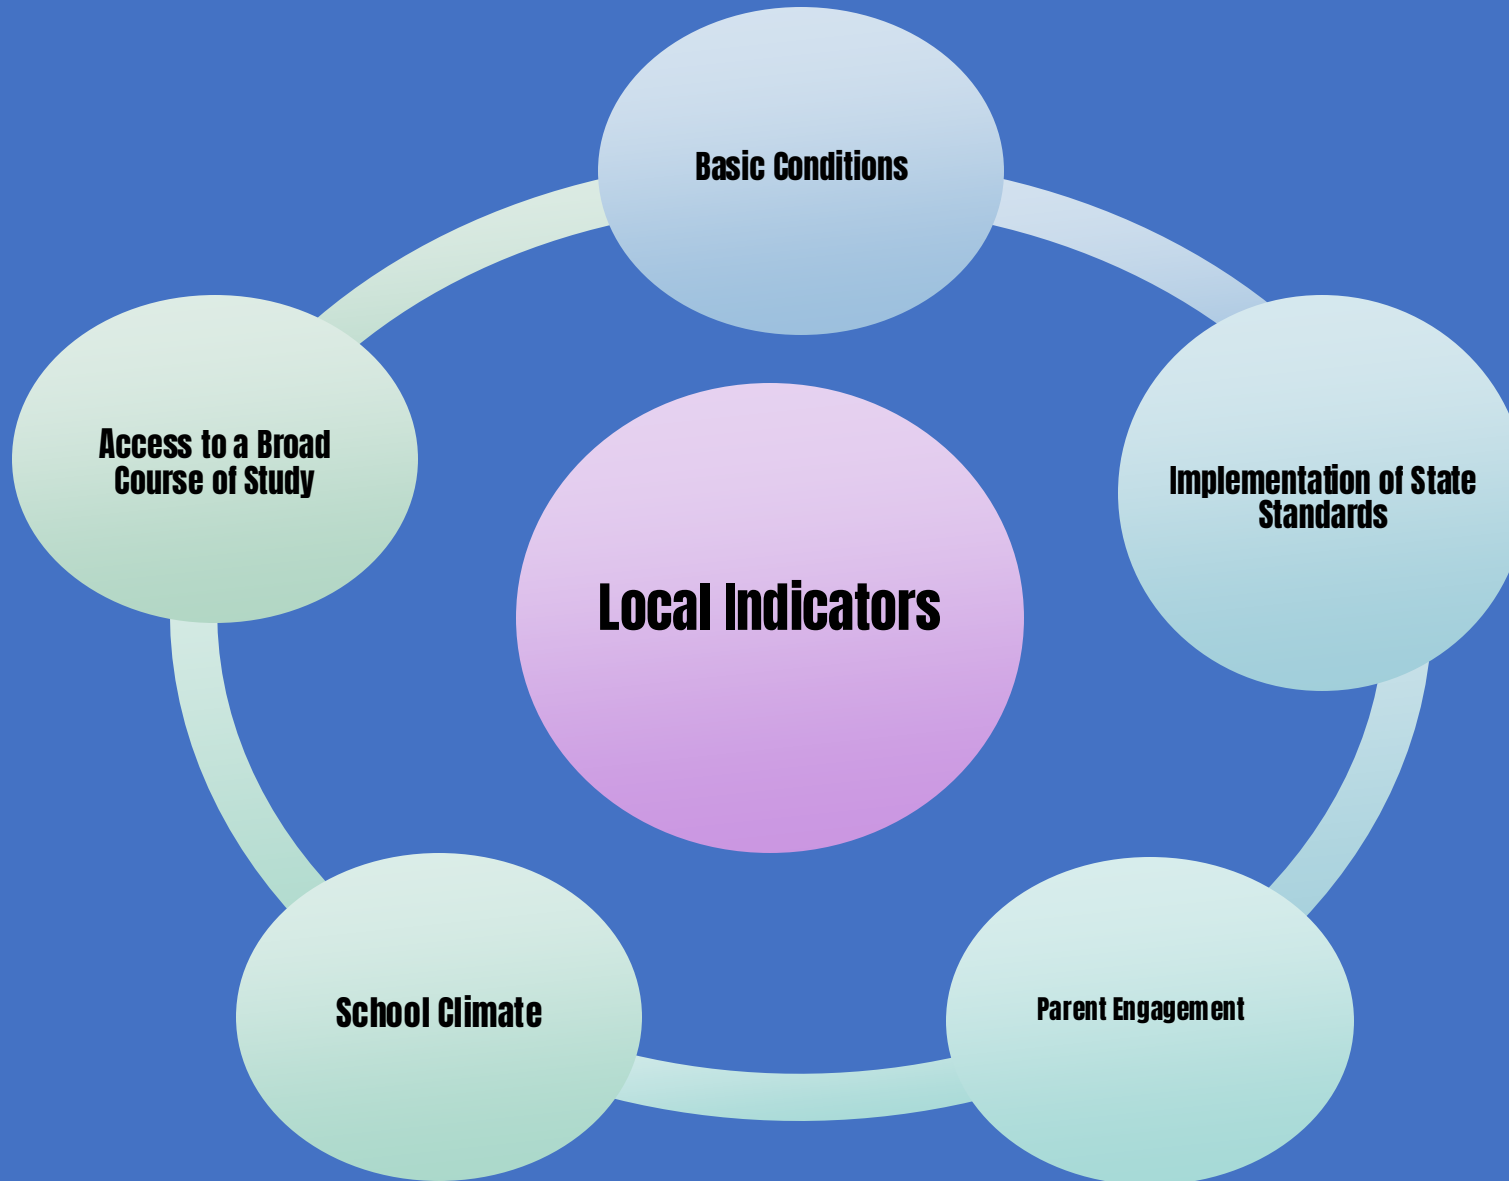 Basic Conditions
Access to a Broad
Course of Study
Implementation of State
Standards
Local Indicators
School Climate
Parent Engagement